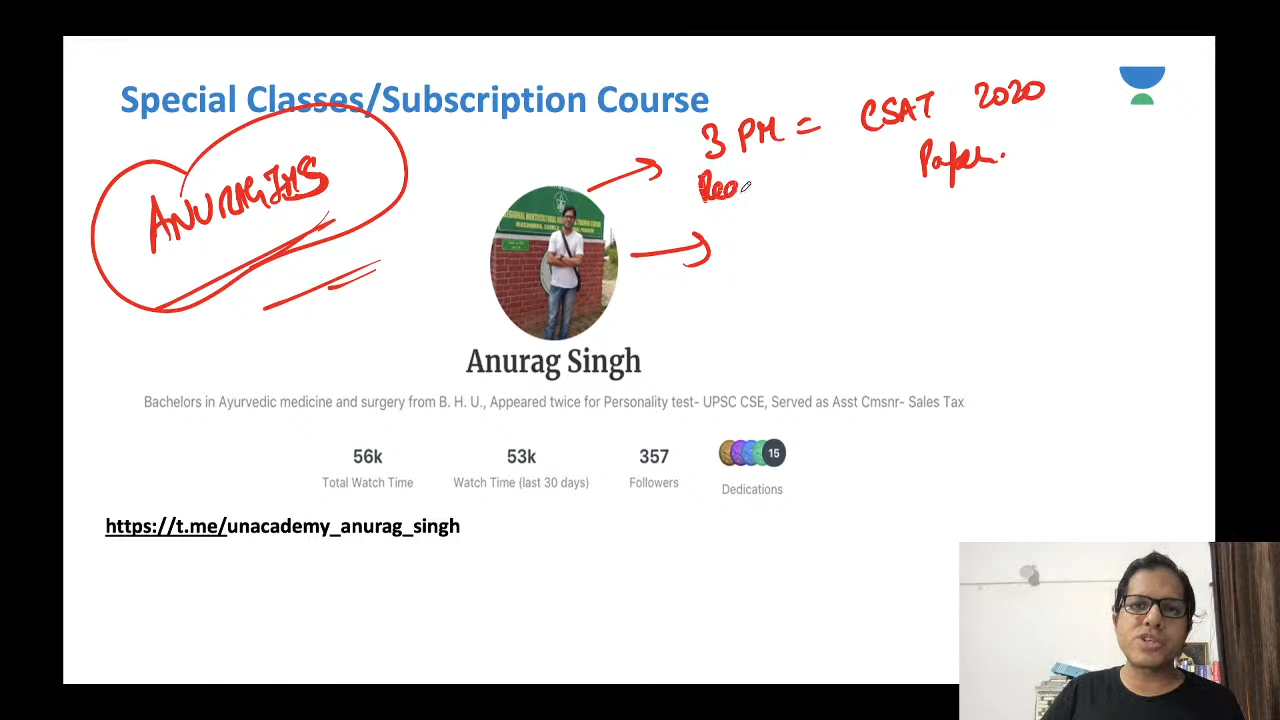 Special Classes/Subscription Course
3 PM = CSAT 2020
Paper.
REGIONAL HORTICULTURAL
Anurag Singh
Bachelors in Ayurvedic medicine and surgery from B. H. U., Appeared twice for Personality test- UPSC CSE, Served as Asst Cmsnr- Sales Tax
56k
53k
357
15
Total Watch Time
Watch Time (last 30 days)
Followers
Dedications
https://t.me/unacademy_anurag_singh